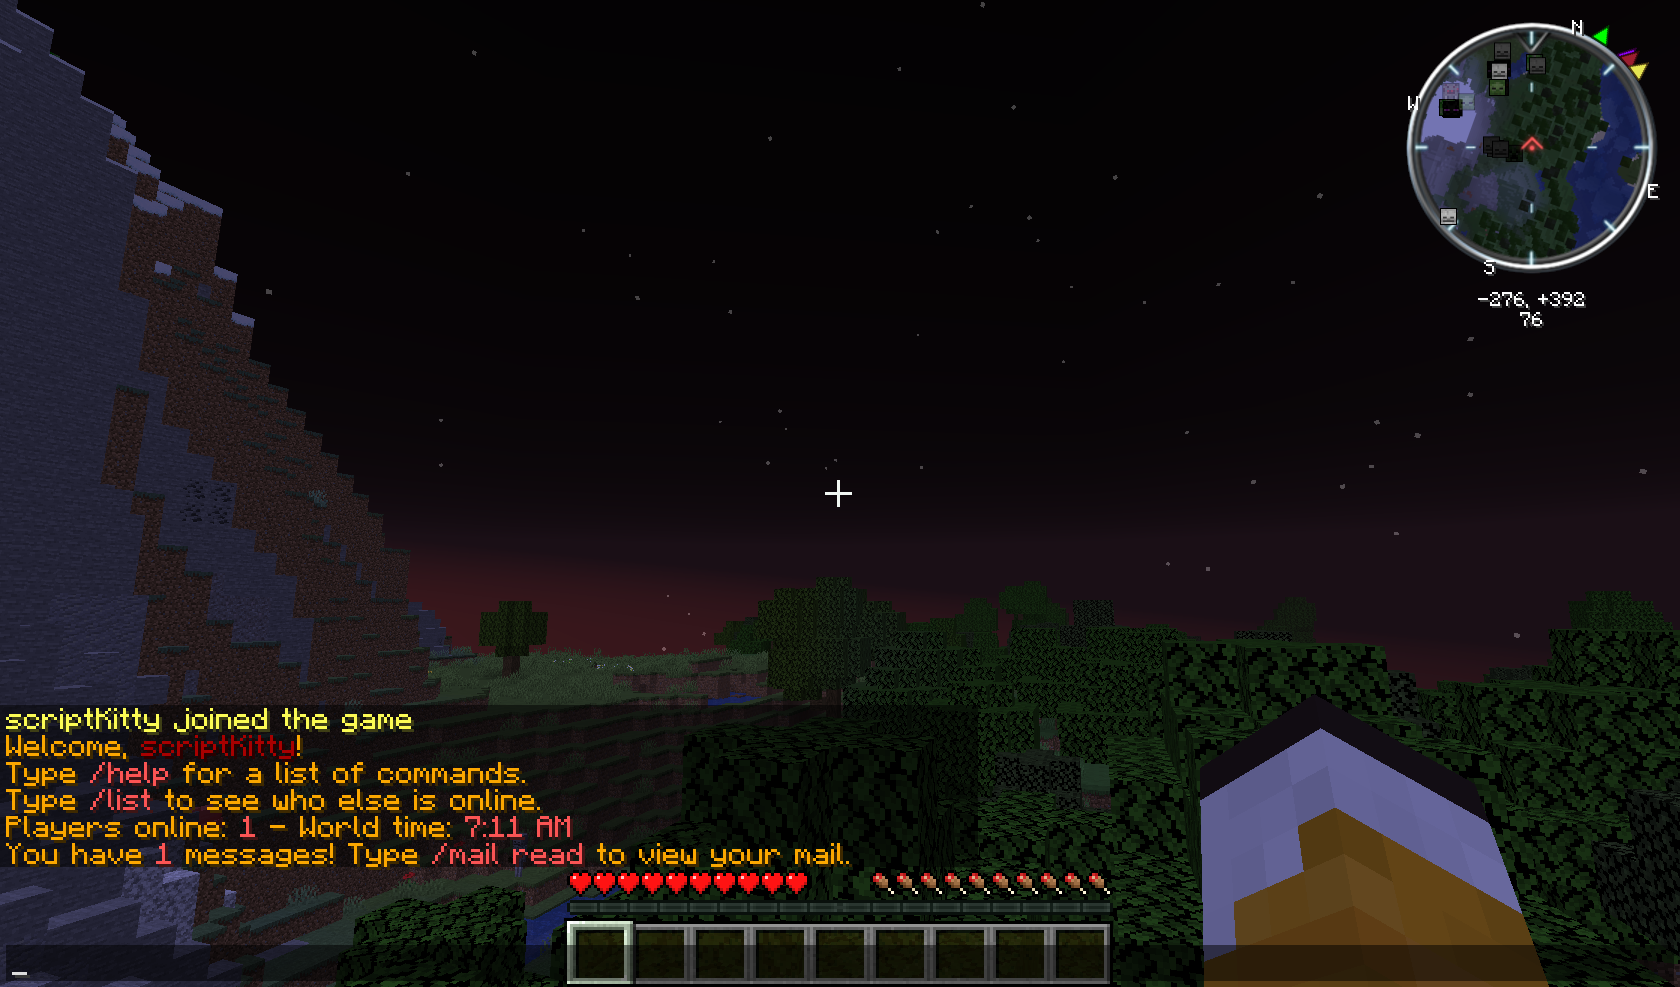 N
W
E
S
-276, +392
76
scriptKitty joined the game
Welcome, scriptKitty!
Type /help for a list of commands.
Type /list to see who else is online.
Players online: 1 - World time: 7:11 AM
You have 1 messages! Type /mail read to view your mail.
_